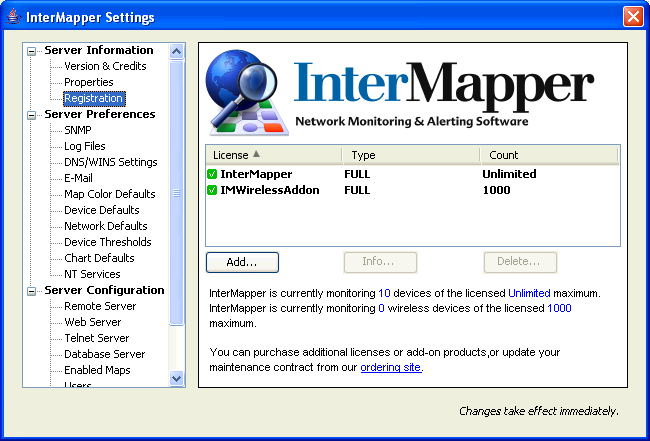 InterMapper Settings
Server Information
Version & Credits
Properties
Registration
Server Preferences
SNMP
Log Files
DNS/WINS Settings
E-Mail
Map Color Defaults
Device Defaults
Network Defaults
Device Thresholds
Chart Defaults
NT Services
Server Configuration
Remote Server
Web Server
Telnet Server
Database Server
Enabled Maps
Users
InterMapper
Network Monitoring & Alerting Software
License Type Count
InterMapper FULL Unlimited
IMWirelessAddon FULL 1000
Add... Info... Delete...
InterMapper is currently monitoring 10 devices of the licensed Unlimited maximum.
InterMapper is currently monitoring 0 wireless devices of the licensed 1000
maximum.
You can purchase additional licenses or add-on products,or update your
maintenance contract from our ordering site.
Changes take effect immediately.